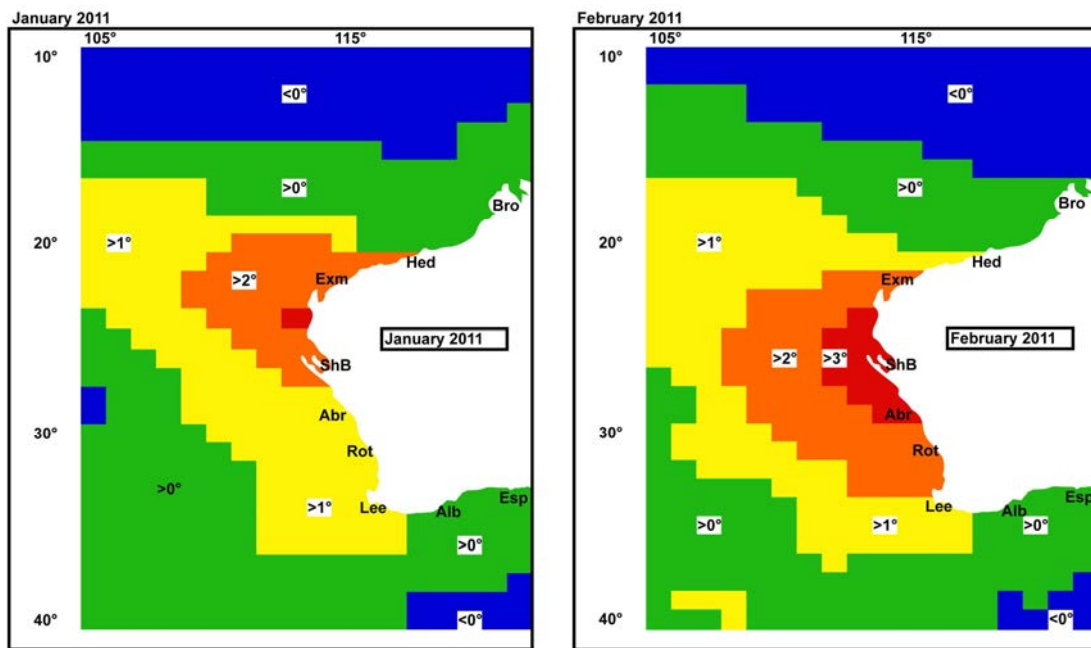 January 2011
105° 115°
10°
<0°
>0°
Bro
20°
>1°
Hed
>2°
Exm
January 2011
ShB
Abr
30°
Rot
>0°
>1°
Lee
Alb
Esp
>0°
40°
<0°
February 2011
105° 115°
10°
<0°
>0°
Bro
20°
>1°
Hed
Exm
February 2011
>2°
>3°
ShB
Abr
30°
Rot
Lee
Alb
Esp
>0°
>1°
>0°
40°
<0°